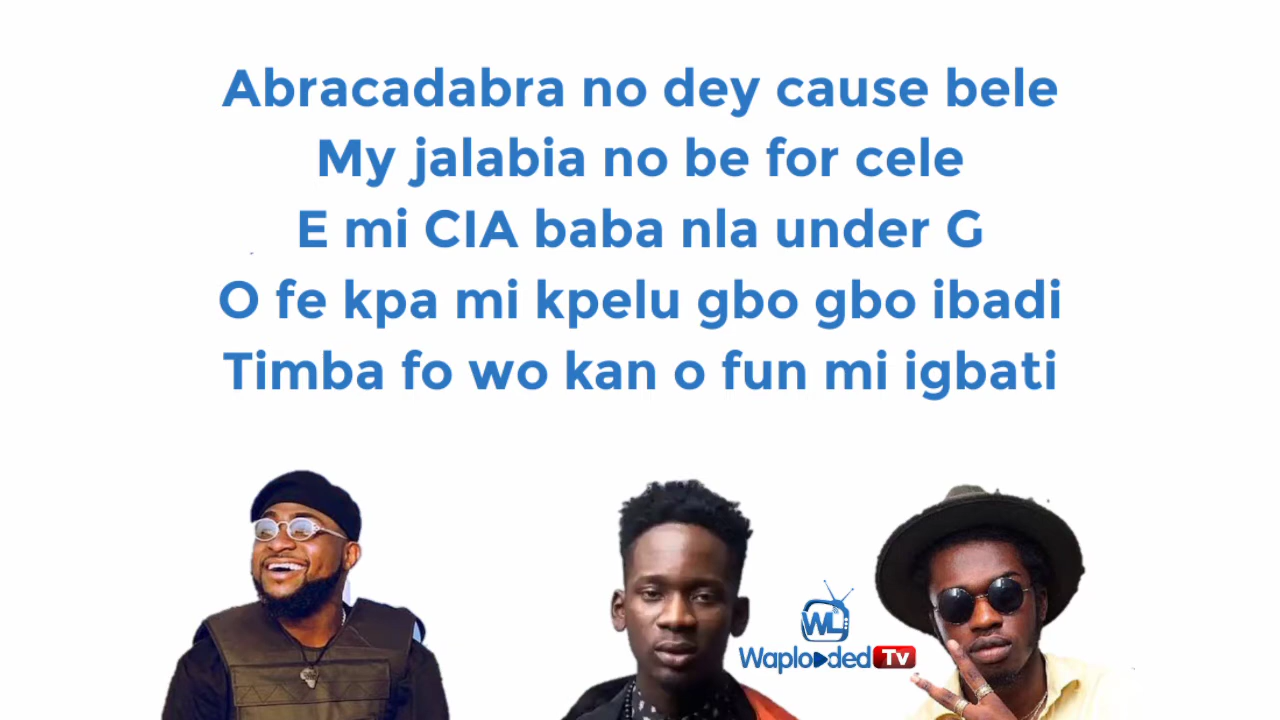 Abracadabra no dey cause bele
My jalabia no be for cele
E mi CIA baba nla under G
O fe kpa mi kpelu gbo gbo ibadi
Timba fo wo kan o fun mi igbati
WL
Waploaded Tv